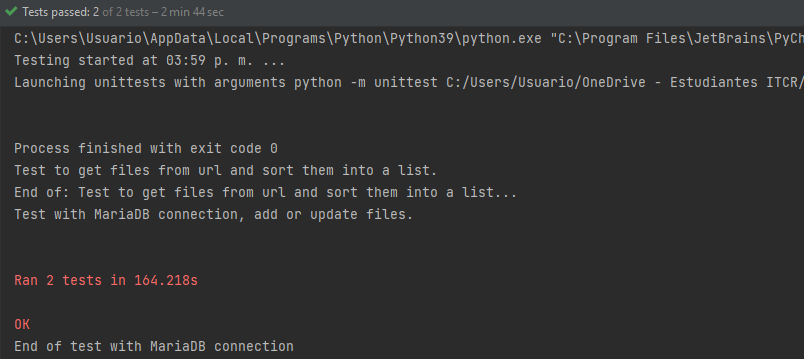 Tests passed: 2 of 2 tests – 2 min 44 sec
C:\Users\Usuario\AppData\Local\Programs\Python\Python39\python.exe "C:\Program Files\JetBrains\PyCh
Testing started at 03:59 p. m. ...
Launching unittests with arguments python -m unittest C:/Users/Usuario/OneDrive - Estudiantes ITCR/
Process finished with exit code 0
Test to get files from url and sort them into a list.
End of: Test to get files from url and sort them into a list...
Test with MariaDB connection, add or update files.
Ran 2 tests in 164.218s
OK
End of test with MariaDB connection